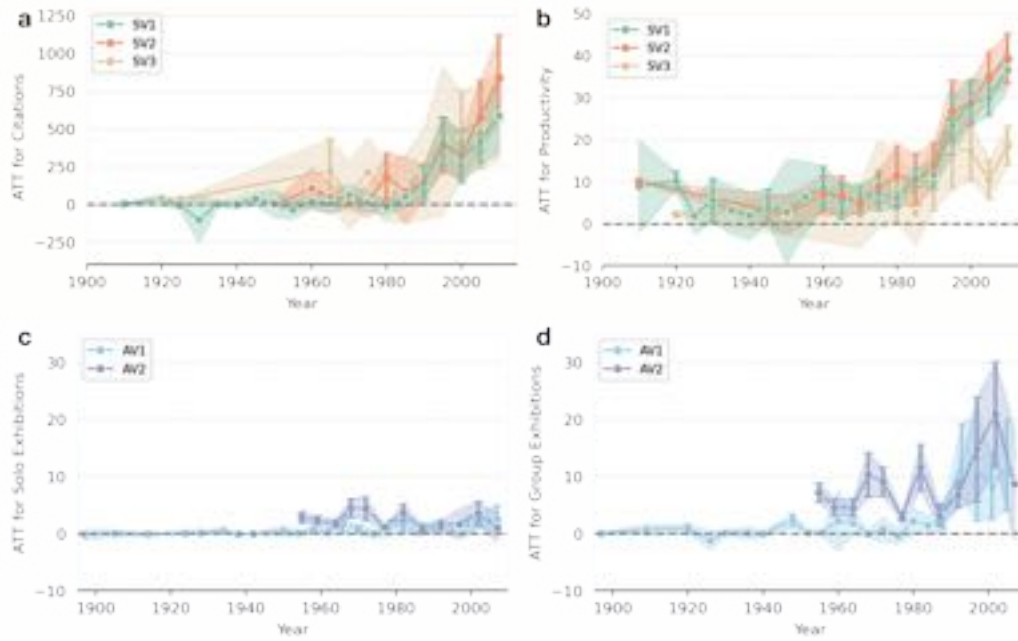 a
1250
1000
750
500
250
0
−250
ATT for Citations
SV1
SV2
SV3
1900 1920 1940 1960 1980 2000
Year
b
50
40
30
20
10
0
−10
ATT for Productivity
SV1
SV2
SV3
1900 1920 1940 1960 1980 2000
Year
c
30
20
10
0
−10
ATT for Solo Exhibitions
AV1
AV2
1900 1920 1940 1960 1980 2000
Year
d
30
20
10
0
−10
ATT for Group Exhibitions
AV1
AV2
1900 1920 1940 1960 1980 2000
Year